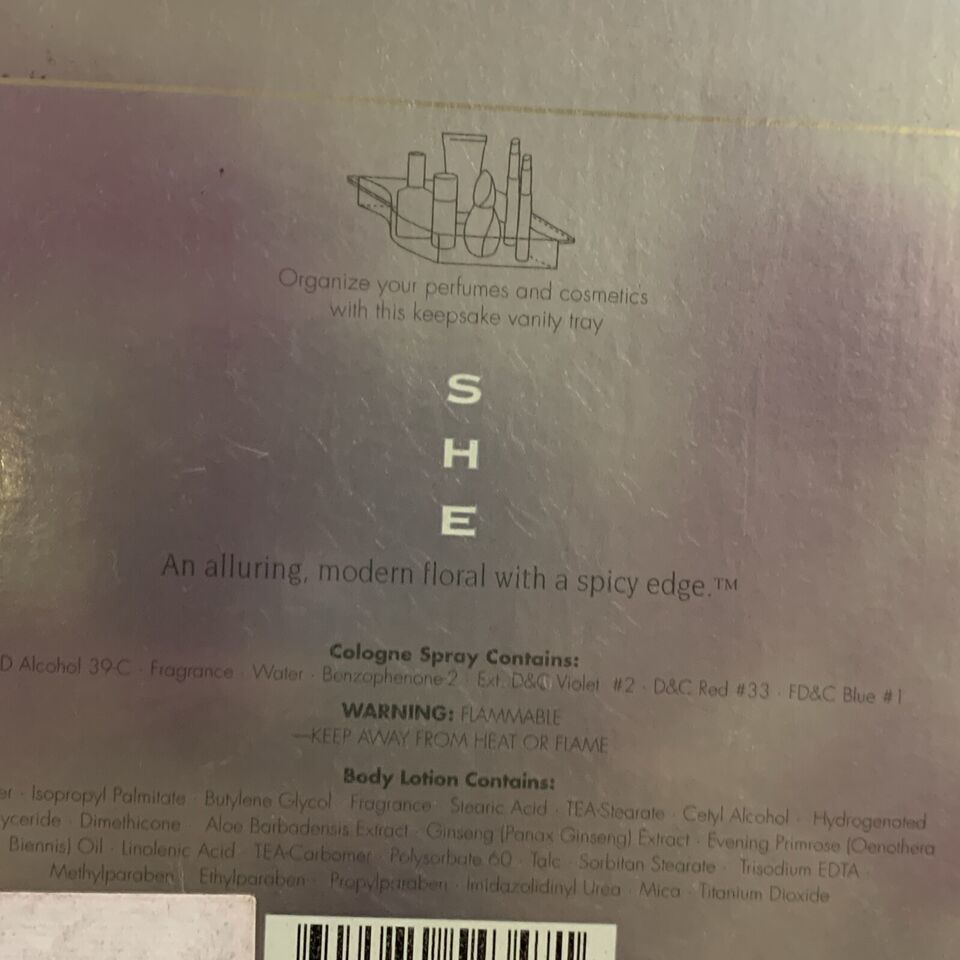 Organize your perfumes and cosmetics
with this keepsake vanity tray
S
H
E
An alluring, modern floral with a spicy edge.™
Cologne Spray Contains:
D Alcohol 39-C · Fragrance · Water · Benzophenone-2 · Ext. D&C Violet #2 · D&C Red #33 · FD&C Blue #1
WARNING: FLAMMABLE
—KEEP AWAY FROM HEAT OR FLAME
Body Lotion Contains:
er · Isopropyl Palmitate · Butylene Glycol · Fragrance · Stearic Acid · TEA-Stearate · Cetyl Alcohol · Hydrogenated
yceride · Dimethicone · Aloe Barbadensis Extract · Ginseng (Panax Ginseng) Extract · Evening Primrose (Oenothera
Biennis) Oil · Linolenic Acid · TEA-Carbomer · Polysorbate 60 · Talc · Sorbitan Stearate · Trisodium EDTA ·
Methylparaben · Ethylparaben · Propylparaben · Imidazolidinyl Urea · Mica · Titanium Dioxide